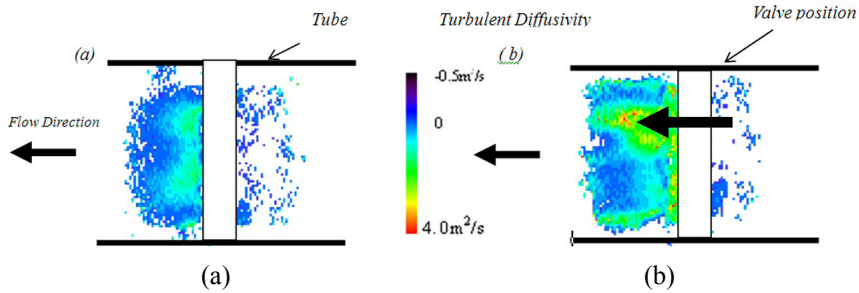 Tube
Turbulent Diffusivity
Valve position
(a)
(b)
-0.5m²/s
Flow Direction
0
4.0m²/s
(a)
(b)